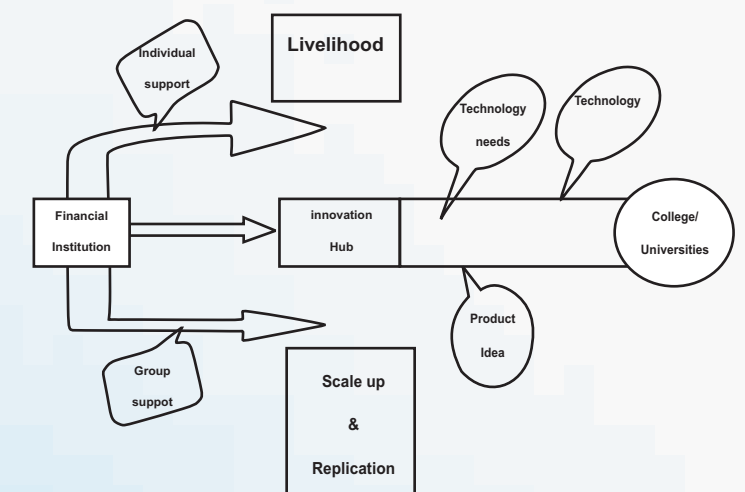 Livelihood
Individual
support
Technology
needs
Technology
Financial
Institution
innovation
Hub
College/
Universities
Product
Idea
Group
suppot
Scale up
&
Replication